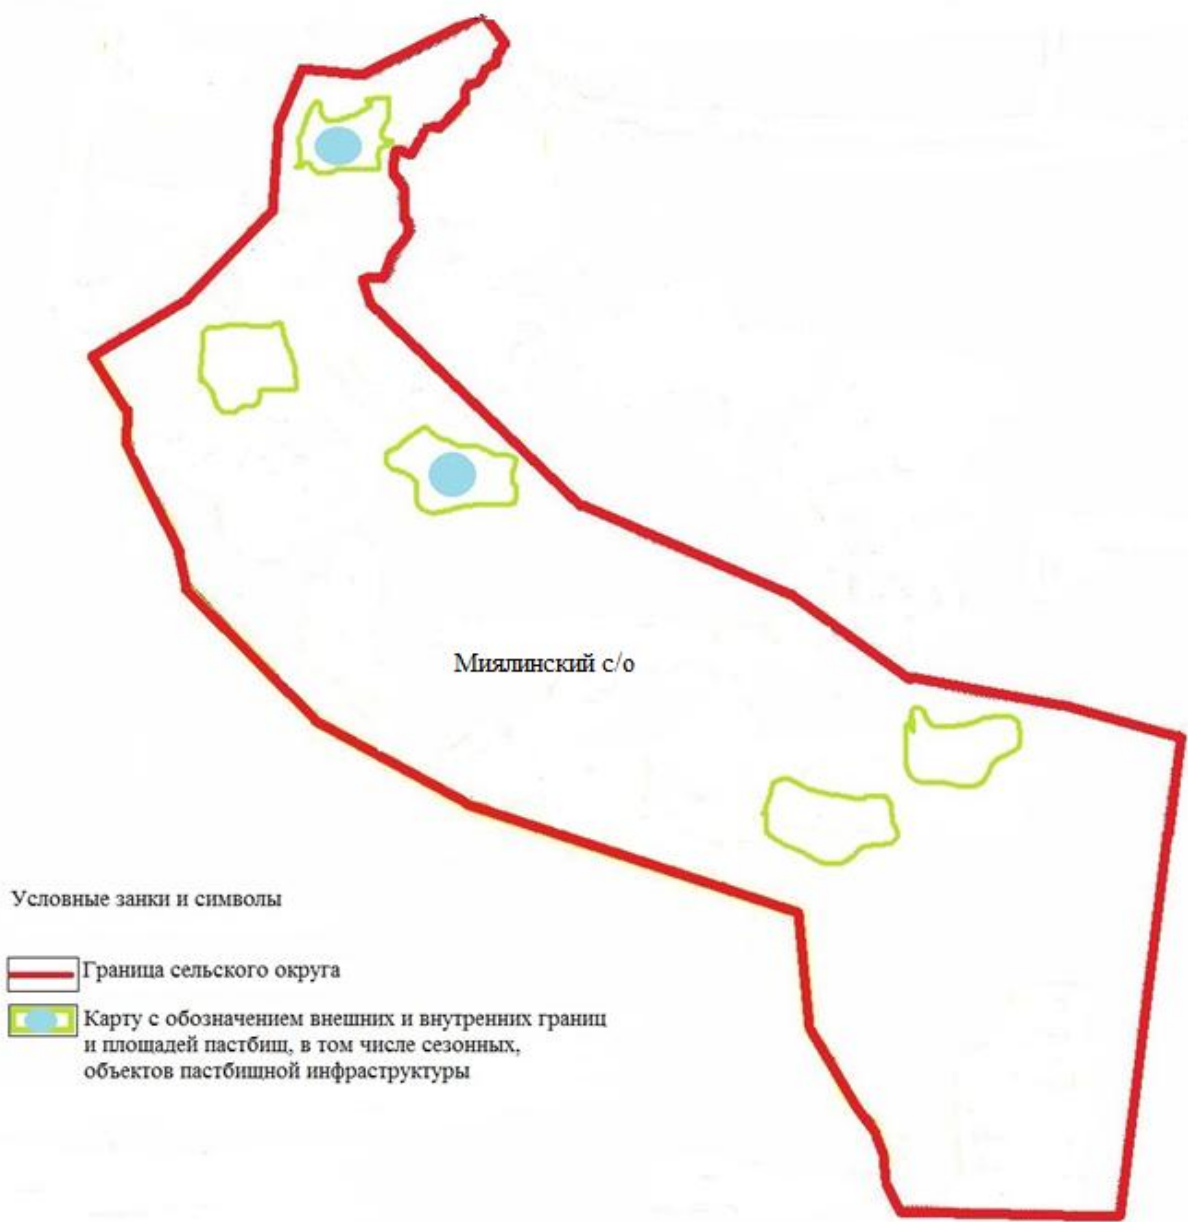 Миялинский с/о
Условные занки и символы
Граница сельского округа
Карту с обозначением внешних и внутренних границ
и площадей пастбищ, в том числе сезонных,
объектов пастбищной инфраструктуры